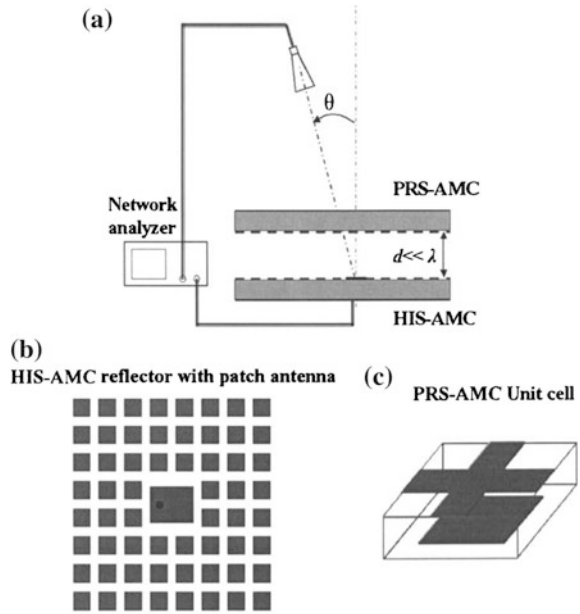 (a)
θ
PRS-AMC
Network
analyzer
d<< λ
HIS-AMC
(b)
HIS-AMC reflector with patch antenna
(c)
PRS-AMC Unit cell